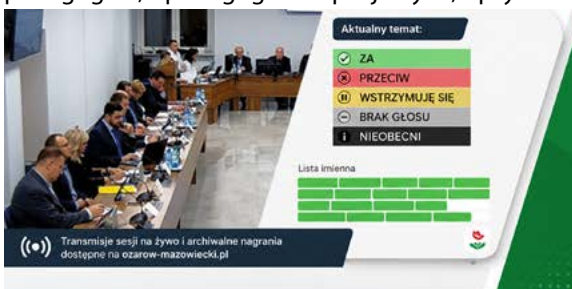 Aktualny temat:
ZA
PRZECIW
WSTRZYMUJĘ SIĘ
BRAK GŁOSU
NIEOBECNI
Lista imienna
Transmisje sesji na żywo i archiwalne nagrania
dostępne na ozarow-mazowiecki.pl